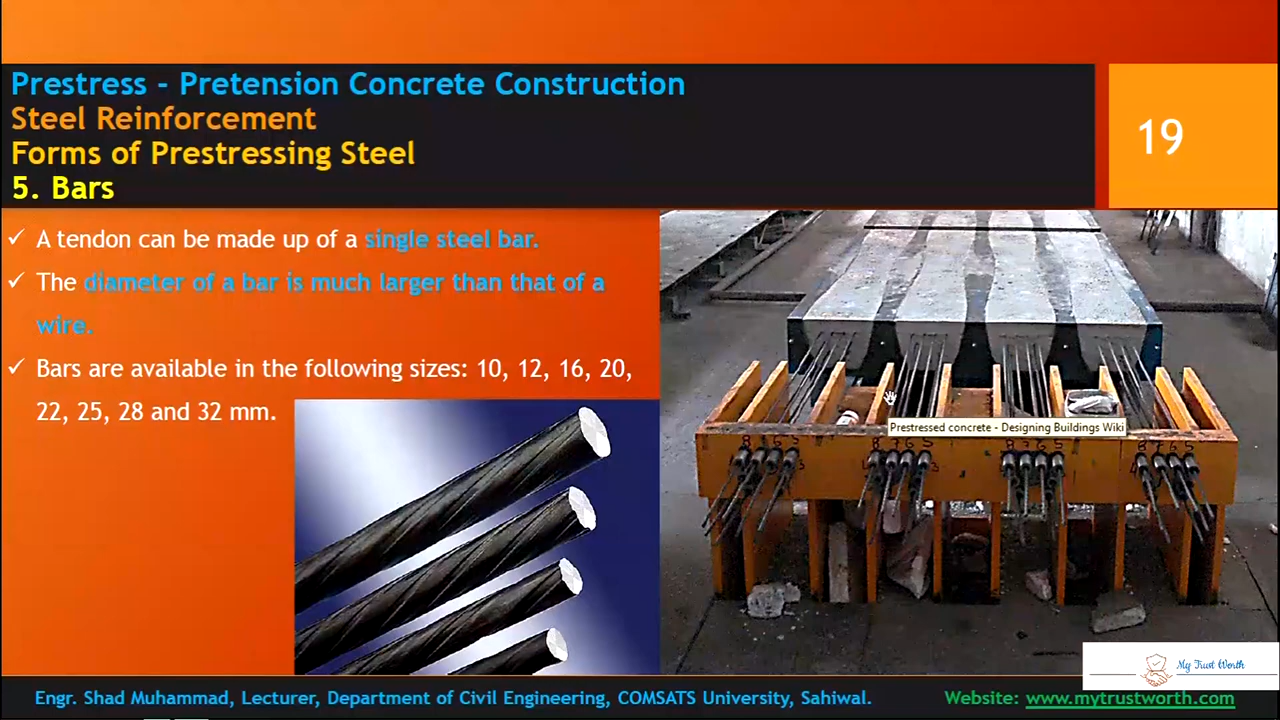 Prestress - Pretension Concrete Construction
Steel Reinforcement
Forms of Prestressing Steel
5. Bars
19
✓ A tendon can be made up of a single steel bar.
✓ The diameter of a bar is much larger than that of a
wire.
✓ Bars are available in the following sizes: 10, 12, 16, 20,
22, 25, 28 and 32 mm.
Prestressed concrete - Designing Buildings Wiki
My Trust Worth
Engr. Shad Muhammad, Lecturer, Department of Civil Engineering, COMSATS University, Sahiwal.
Website: www.mytrustworth.com